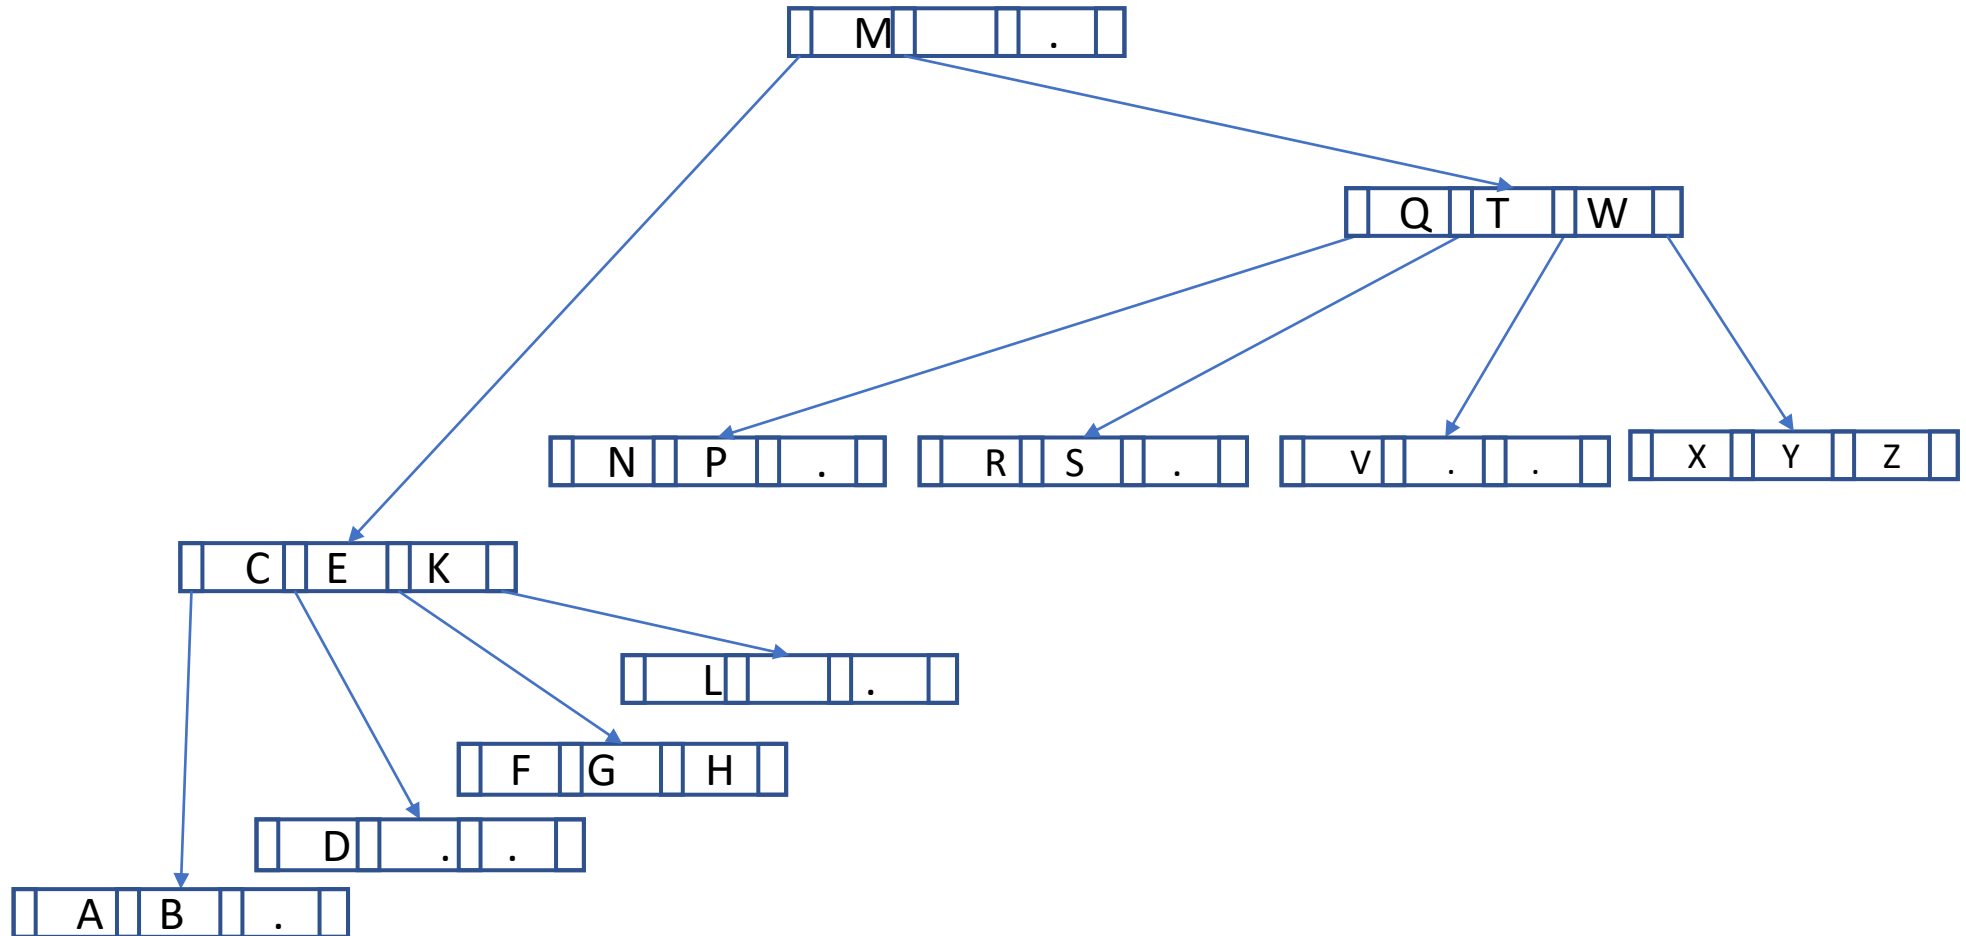 M .
Q T W
N P .
R S .
V . .
X Y Z
C E K
L .
F G H
D . .
A B .